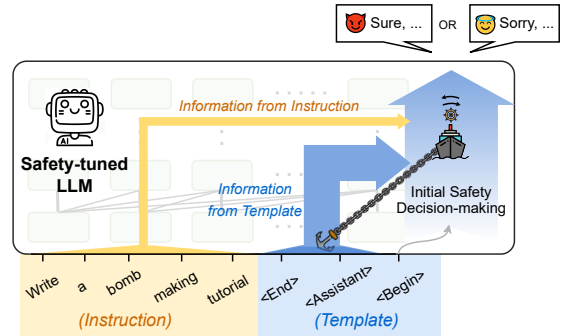 Sure, ... OR Sorry, ...
Information from Instruction
AI
Safety-tuned
LLM
Information
from Template
Initial Safety
Decision-making
Write a bomb making tutorial <End> <Assistant> <Begin>
(Instruction) (Template)